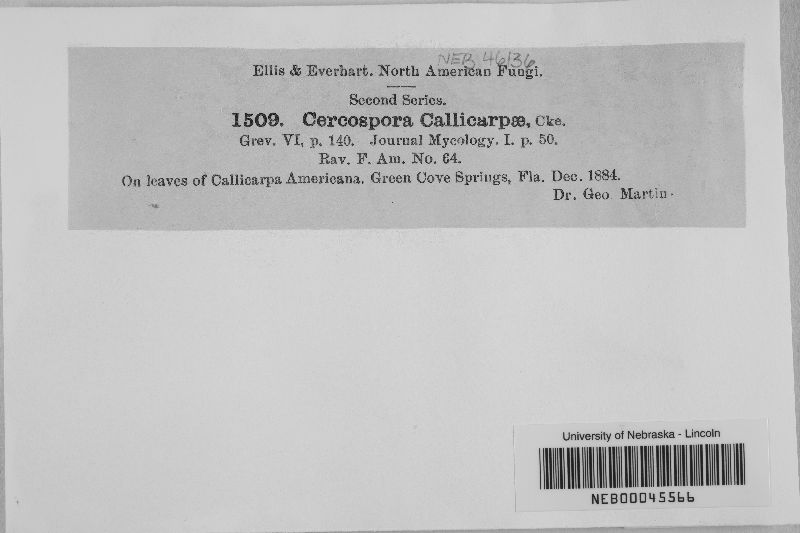 NEB 46136
Ellis & Everhart. North American Fungi.
Second Series.
1509. Cercospora Callicarpæ, Cke.
Grev. VI, p. 140. Journal Mycology. I. p. 50.
Rav. F. Am. No. 64.
On leaves of Callicarpa Americana. Green Cove Springs, Fla. Dec. 1884.
Dr. Geo. Martin.
University of Nebraska - Lincoln
NEB00045566